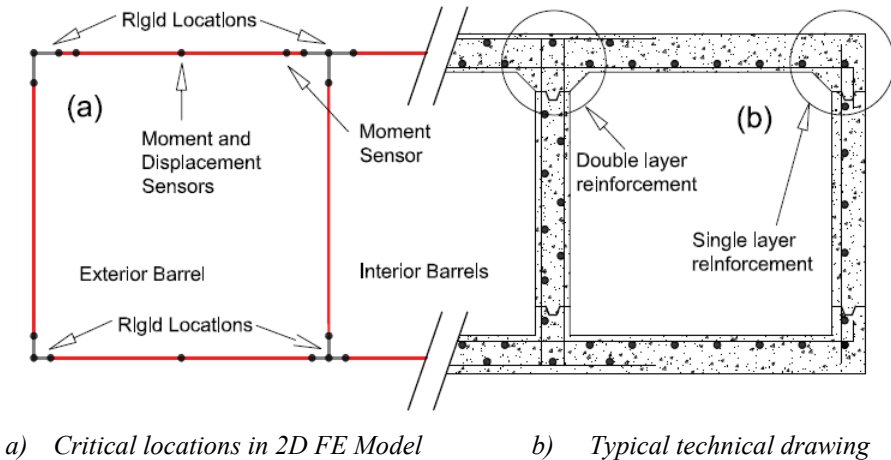 Rigid Locations
(a)
Moment and
Displacement
Sensors
Moment
Sensor
(b)
Double layer
reinforcement
Single layer
reinforcement
Exterior Barrel
Interior Barrels
Rigid Locations
a) Critical locations in 2D FE Model
b) Typical technical drawing